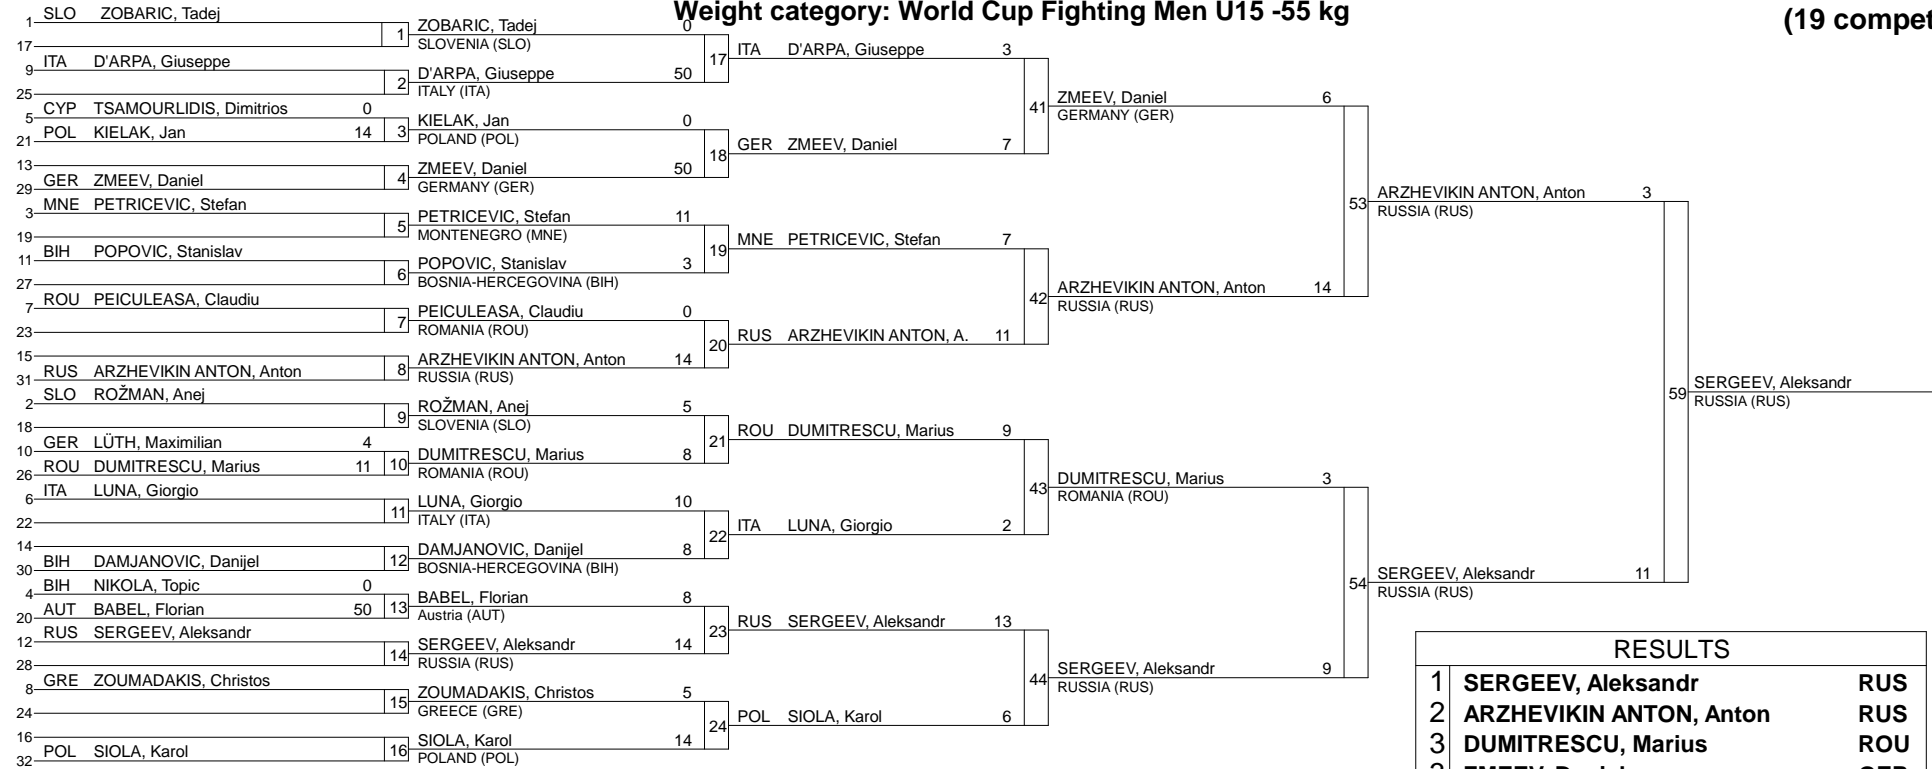 Weight category: World Cup Fighting Men U15 -55 kg
(19 compet
1 SLO ZOBARIC, Tadej
17
1
9 ITA D'ARPA, Giuseppe
25
2
5 CYP TSAMOURLIDIS, Dimitrios 0
21 POL KIELAK, Jan 14
3
13
29 GER ZMEEV, Daniel
4
3 MNE PETRICEVIC, Stefan
19
5
11 BIH POPOVIC, Stanislav
27
6
7 ROU PEICULEASA, Claudiu
23
7
15
31 RUS ARZHEVIKIN ANTON, Anton
8
2 SLO ROŽMAN, Anej
18
9
10 GER LÜTH, Maximilian 4
26 ROU DUMITRESCU, Marius 11
10
6 ITA LUNA, Giorgio
22
11
14
30 BIH DAMJANOVIC, Danijel
12
4 BIH NIKOLA, Topic 0
20 AUT BABEL, Florian 50
13
12 RUS SERGEEV, Aleksandr
28
14
8 GRE ZOUMADAKIS, Christos
24
15
16
32 POL SIOLA, Karol
16
ZOBARIC, Tadej 0
SLOVENIA (SLO)
17
D'ARPA, Giuseppe 50
ITALY (ITA)
KIELAK, Jan 0
POLAND (POL)
18
ZMEEV, Daniel 50
GERMANY (GER)
PETRICEVIC, Stefan 11
MONTENEGRO (MNE)
19
POPOVIC, Stanislav 3
BOSNIA-HERCEGOVINA (BIH)
PEICULEASA, Claudiu 0
ROMANIA (ROU)
20
ARZHEVIKIN ANTON, Anton 14
RUSSIA (RUS)
ROŽMAN, Anej 5
SLOVENIA (SLO)
21
DUMITRESCU, Marius 8
ROMANIA (ROU)
LUNA, Giorgio 10
ITALY (ITA)
22
DAMJANOVIC, Danijel 8
BOSNIA-HERCEGOVINA (BIH)
BABEL, Florian 8
Austria (AUT)
23
SERGEEV, Aleksandr 14
RUSSIA (RUS)
ZOUMADAKIS, Christos 5
GREECE (GRE)
24
SIOLA, Karol 14
POLAND (POL)
ITA D'ARPA, Giuseppe 3
41
GER ZMEEV, Daniel 7
MNE PETRICEVIC, Stefan 7
42
RUS ARZHEVIKIN ANTON, A. 11
ROU DUMITRESCU, Marius 9
43
ITA LUNA, Giorgio 2
RUS SERGEEV, Aleksandr 13
44
POL SIOLA, Karol 6
ZMEEV, Daniel 6
GERMANY (GER)
53
ARZHEVIKIN ANTON, Anton 14
RUSSIA (RUS)
DUMITRESCU, Marius 3
ROMANIA (ROU)
54
SERGEEV, Aleksandr 9
RUSSIA (RUS)
ARZHEVIKIN ANTON, Anton 3
RUSSIA (RUS)
59
SERGEEV, Aleksandr 11
RUSSIA (RUS)
SERGEEV, Aleksandr
RUSSIA (RUS)
RESULTS
1 SERGEEV, Aleksandr RUS
2 ARZHEVIKIN ANTON, Anton RUS
3 DUMITRESCU, Marius ROU